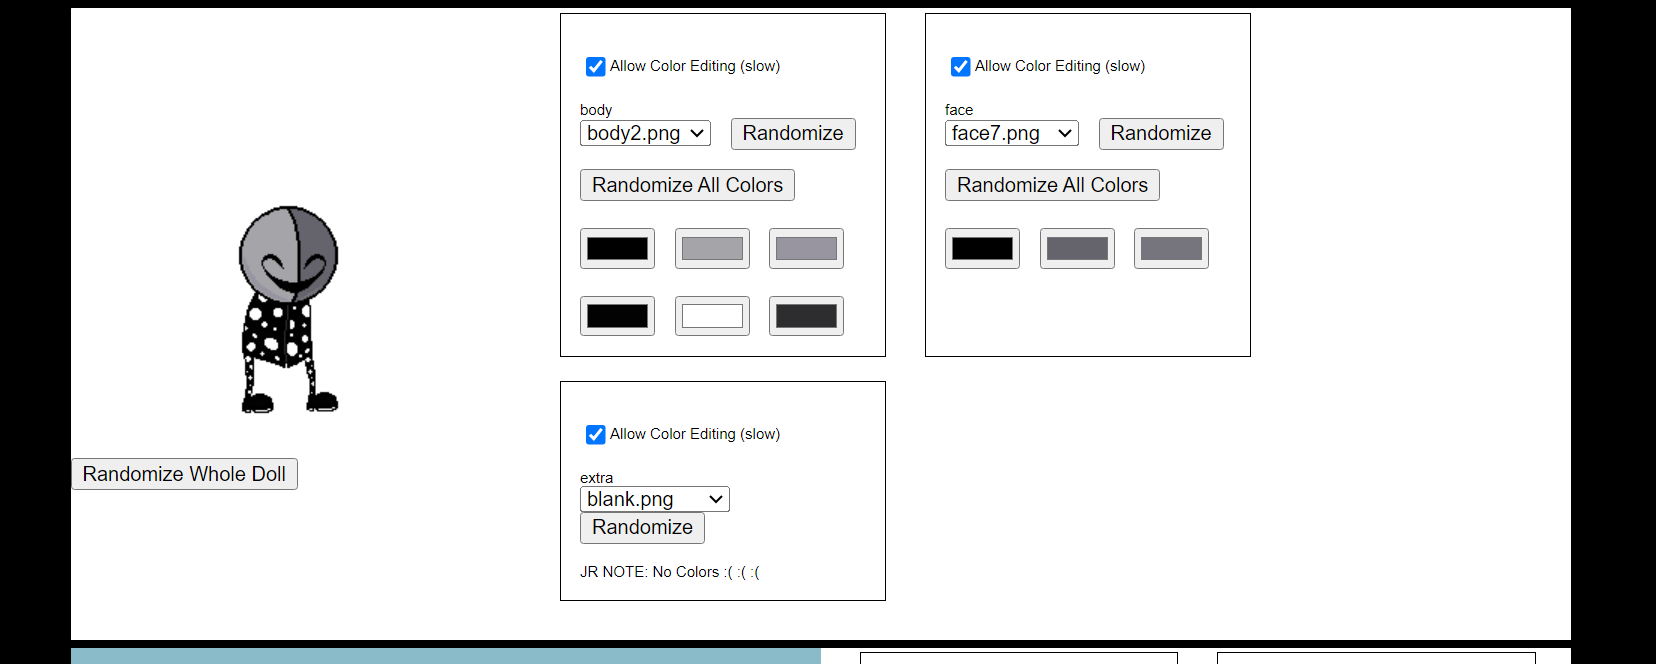 Allow Color Editing (slow)
body
body2.png
Randomize
Randomize All Colors
Allow Color Editing (slow)
face
face7.png
Randomize
Randomize All Colors
Randomize Whole Doll
Allow Color Editing (slow)
extra
blank.png
Randomize
JR NOTE: No Colors :( :( :(